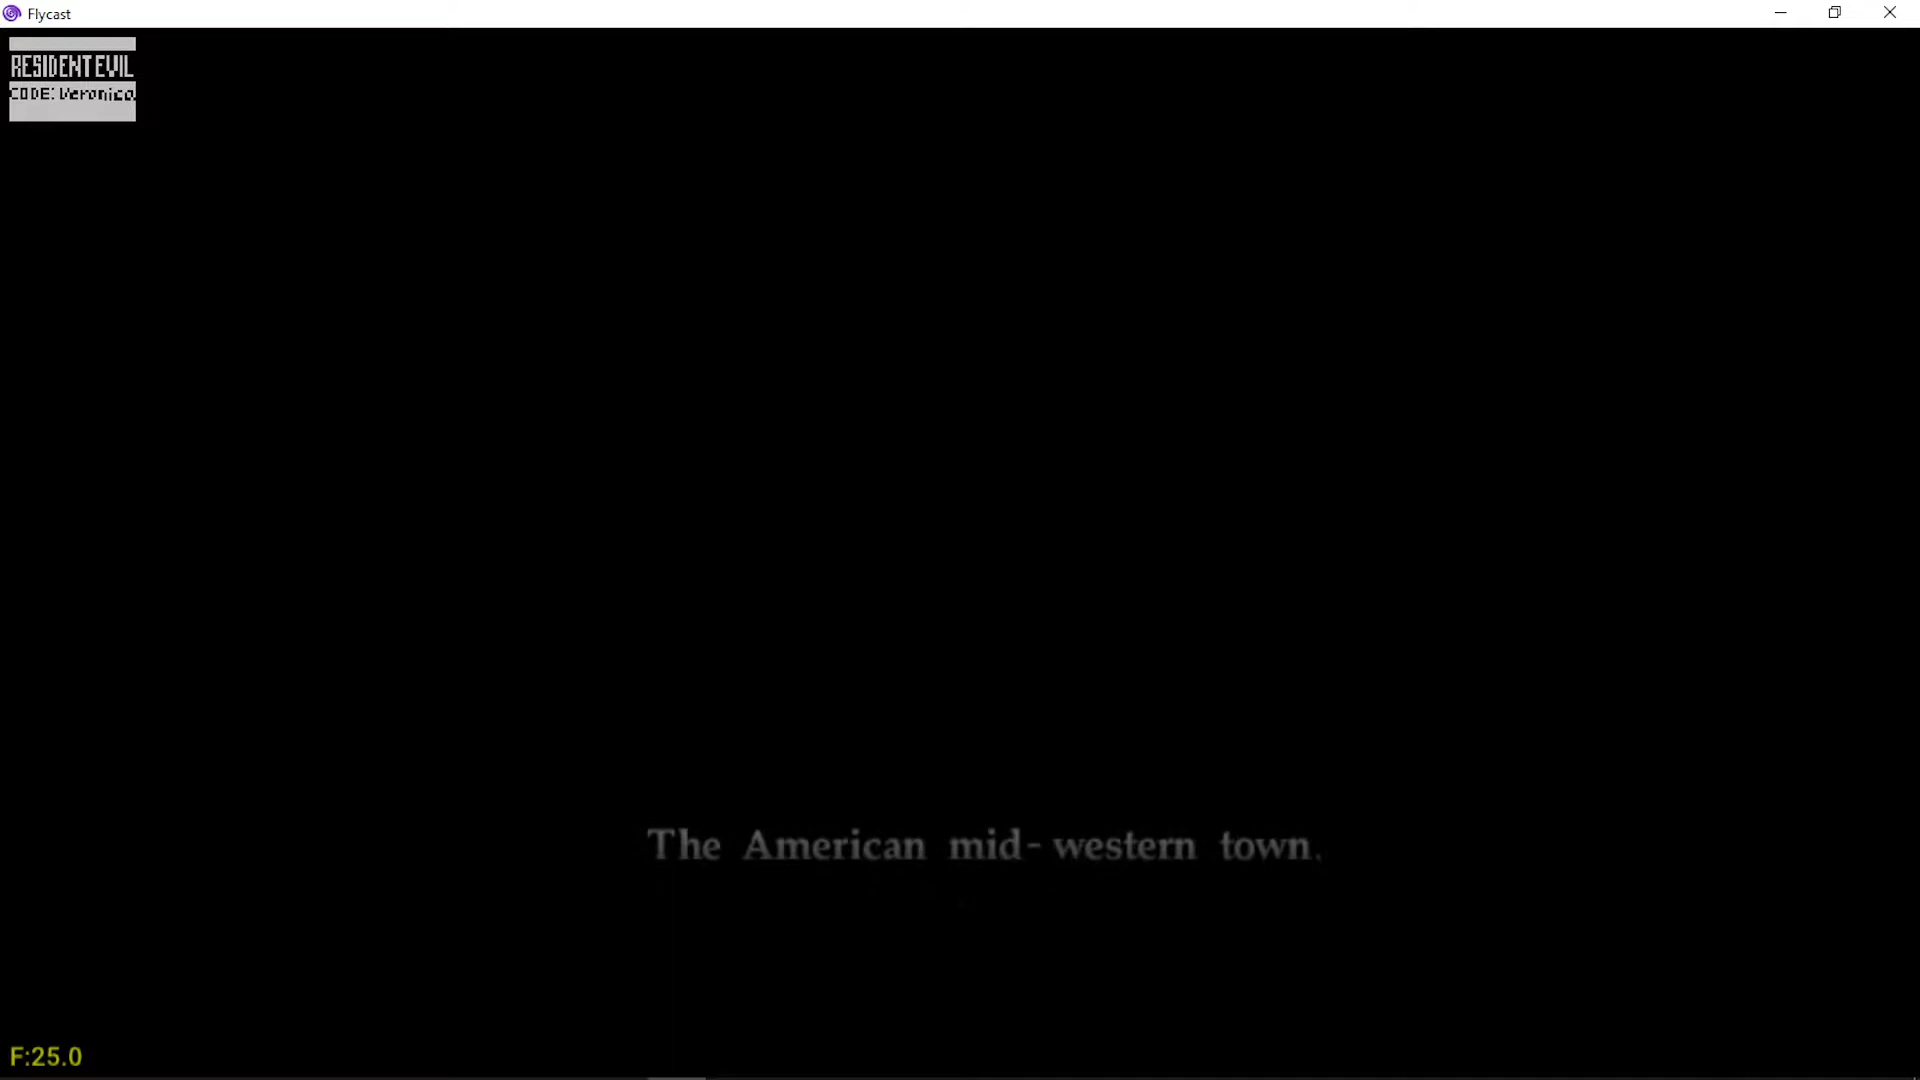 Flycast
RESIDENT EVIL
CODE: Veronica
The American mid-western town.
F:25.0